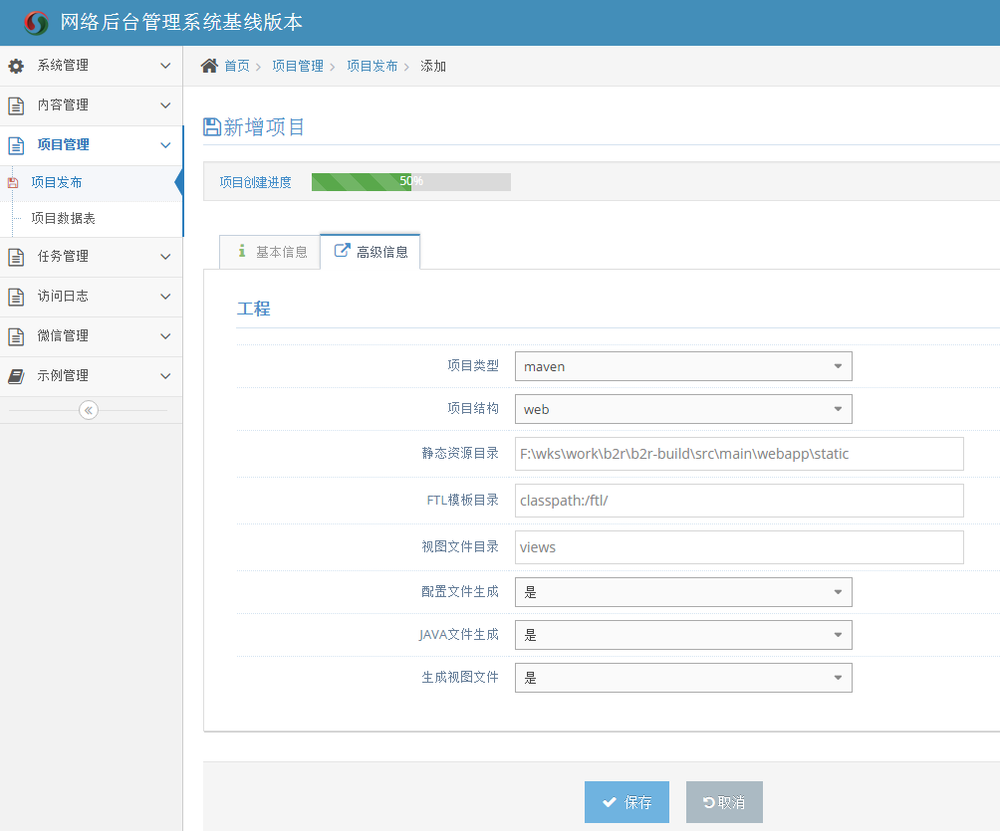 网络后台管理系统基线版本
系统管理
内容管理
项目管理
项目发布
项目数据表
任务管理
访问日志
微信管理
示例管理
首页 > 项目管理 > 项目发布 > 添加
新增项目
项目创建进度 50%
基本信息 高级信息
工程
项目类型 maven
项目结构 web
静态资源目录 F:\wks\work\b2r\b2r-build\src\main\webapp\static
FTL模板目录 classpath:/ftl/
视图文件目录 views
配置文件生成 是
JAVA文件生成 是
生成视图文件 是
保存 取消